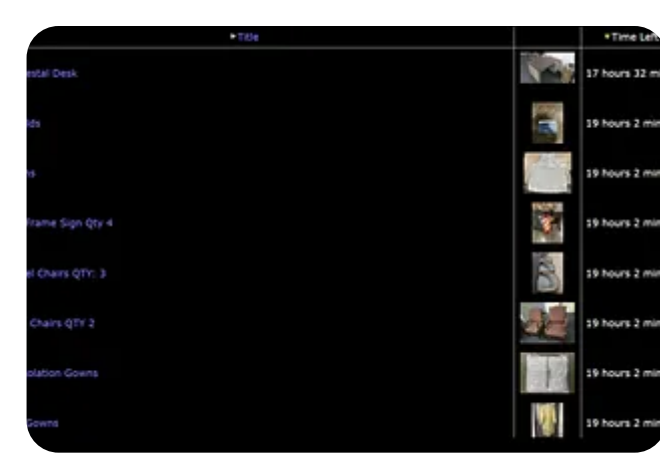 Title Time Left
estal Desk 17 hours 32 m
ds 19 hours 2 min
ns 19 hours 2 min
Frame Sign Qty 4 19 hours 2 min
el Chairs QTY: 3 19 hours 2 min
Chairs QTY 2 19 hours 2 min
olation Gowns 19 hours 2 min
Gowns 19 hours 2 min